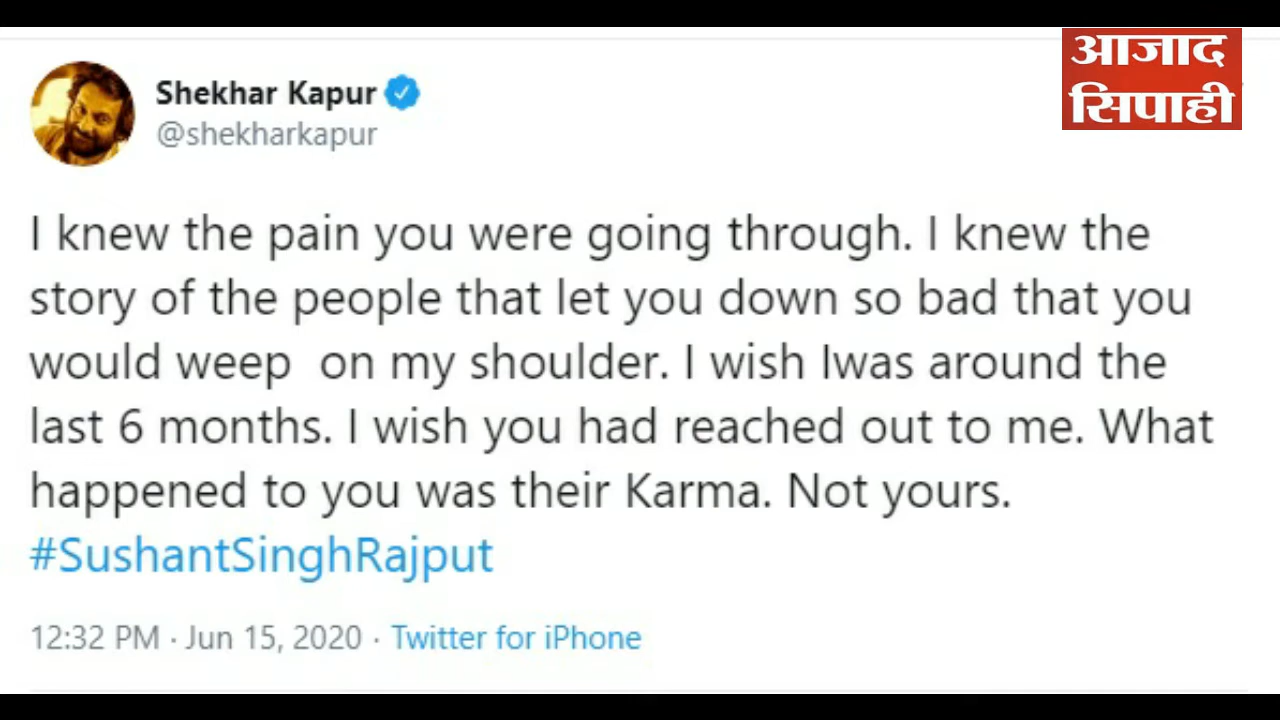 आजाद
सिपाही
Shekhar Kapur
@shekharkapur
I knew the pain you were going through. I knew the
story of the people that let you down so bad that you
would weep  on my shoulder. I wish Iwas around the
last 6 months. I wish you had reached out to me. What
happened to you was their Karma. Not yours.
#SushantSinghRajput
12:32 PM · Jun 15, 2020 · Twitter for iPhone